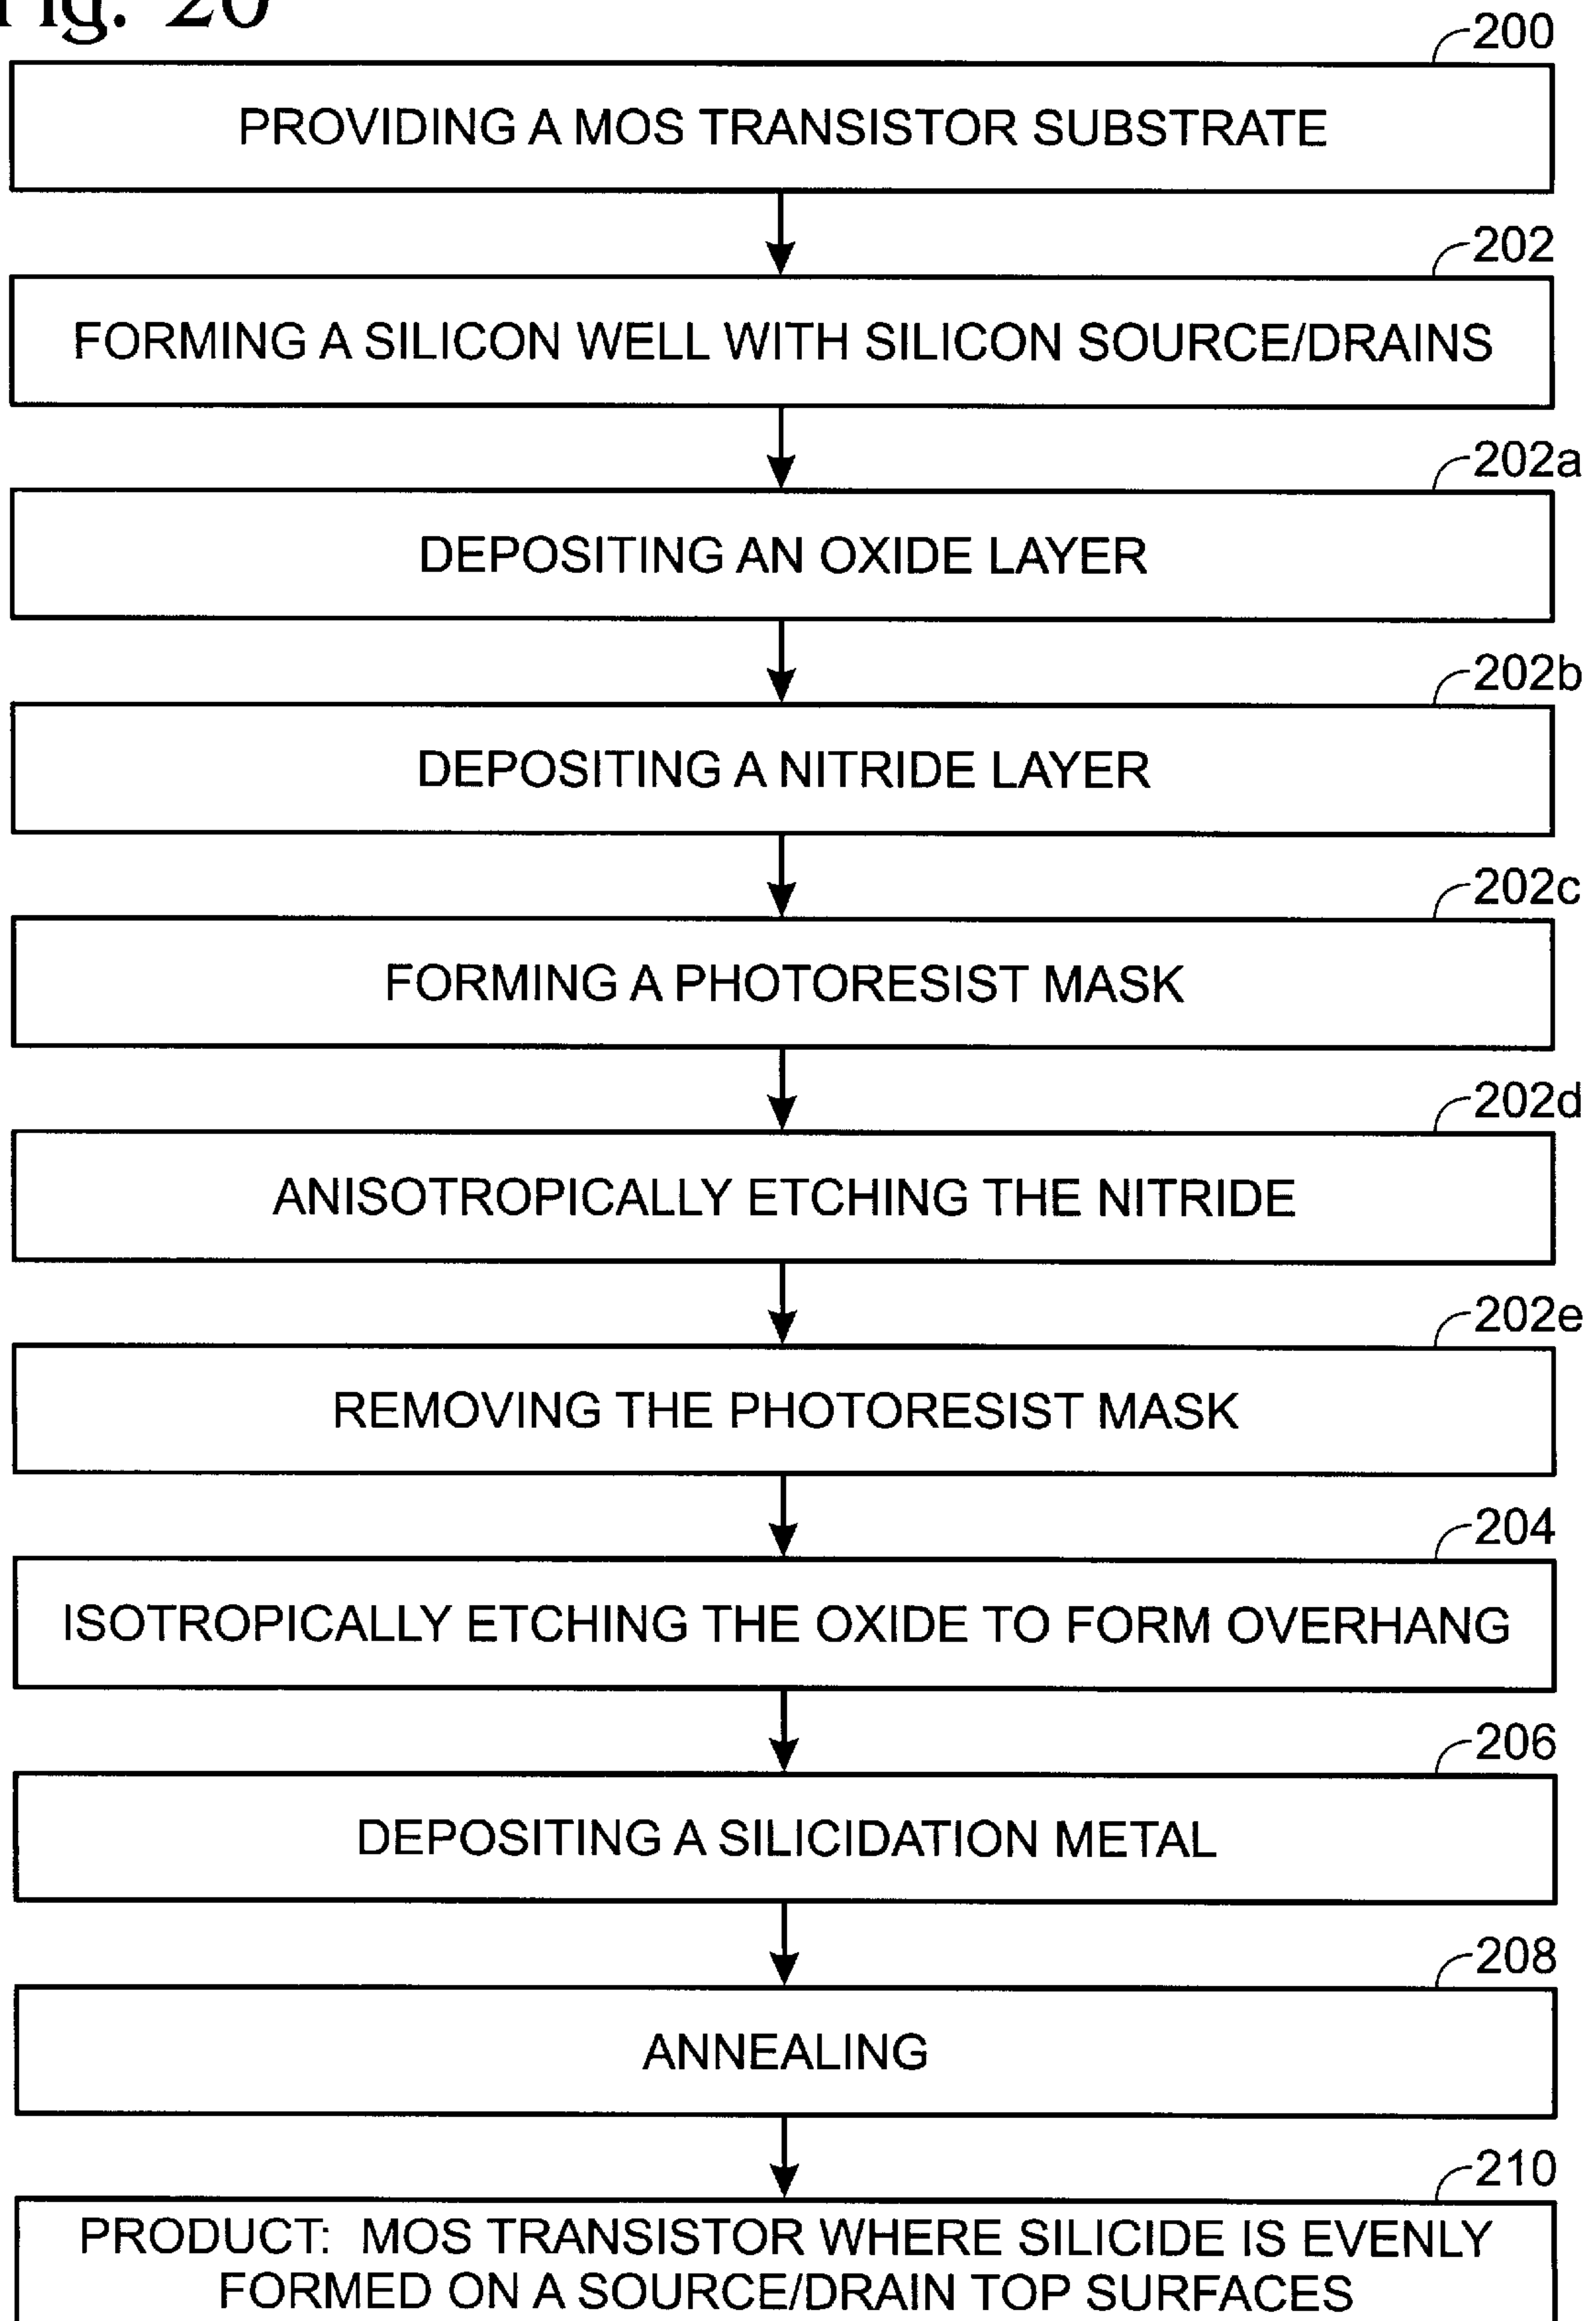 Fig. 20
200
PROVIDING A MOS TRANSISTOR SUBSTRATE
202
FORMING A SILICON WELL WITH SILICON SOURCE/DRAINS
202a
DEPOSITING AN OXIDE LAYER
202b
DEPOSITING A NITRIDE LAYER
202c
FORMING A PHOTORESIST MASK
202d
ANISOTROPICALLY ETCHING THE NITRIDE
202e
REMOVING THE PHOTORESIST MASK
204
ISOTROPICALLY ETCHING THE OXIDE TO FORM OVERHANG
206
DEPOSITING A SILICIDATION METAL
208
ANNEALING
210
PRODUCT: MOS TRANSISTOR WHERE SILICIDE IS EVENLY
FORMED ON A SOURCE/DRAIN TOP SURFACES